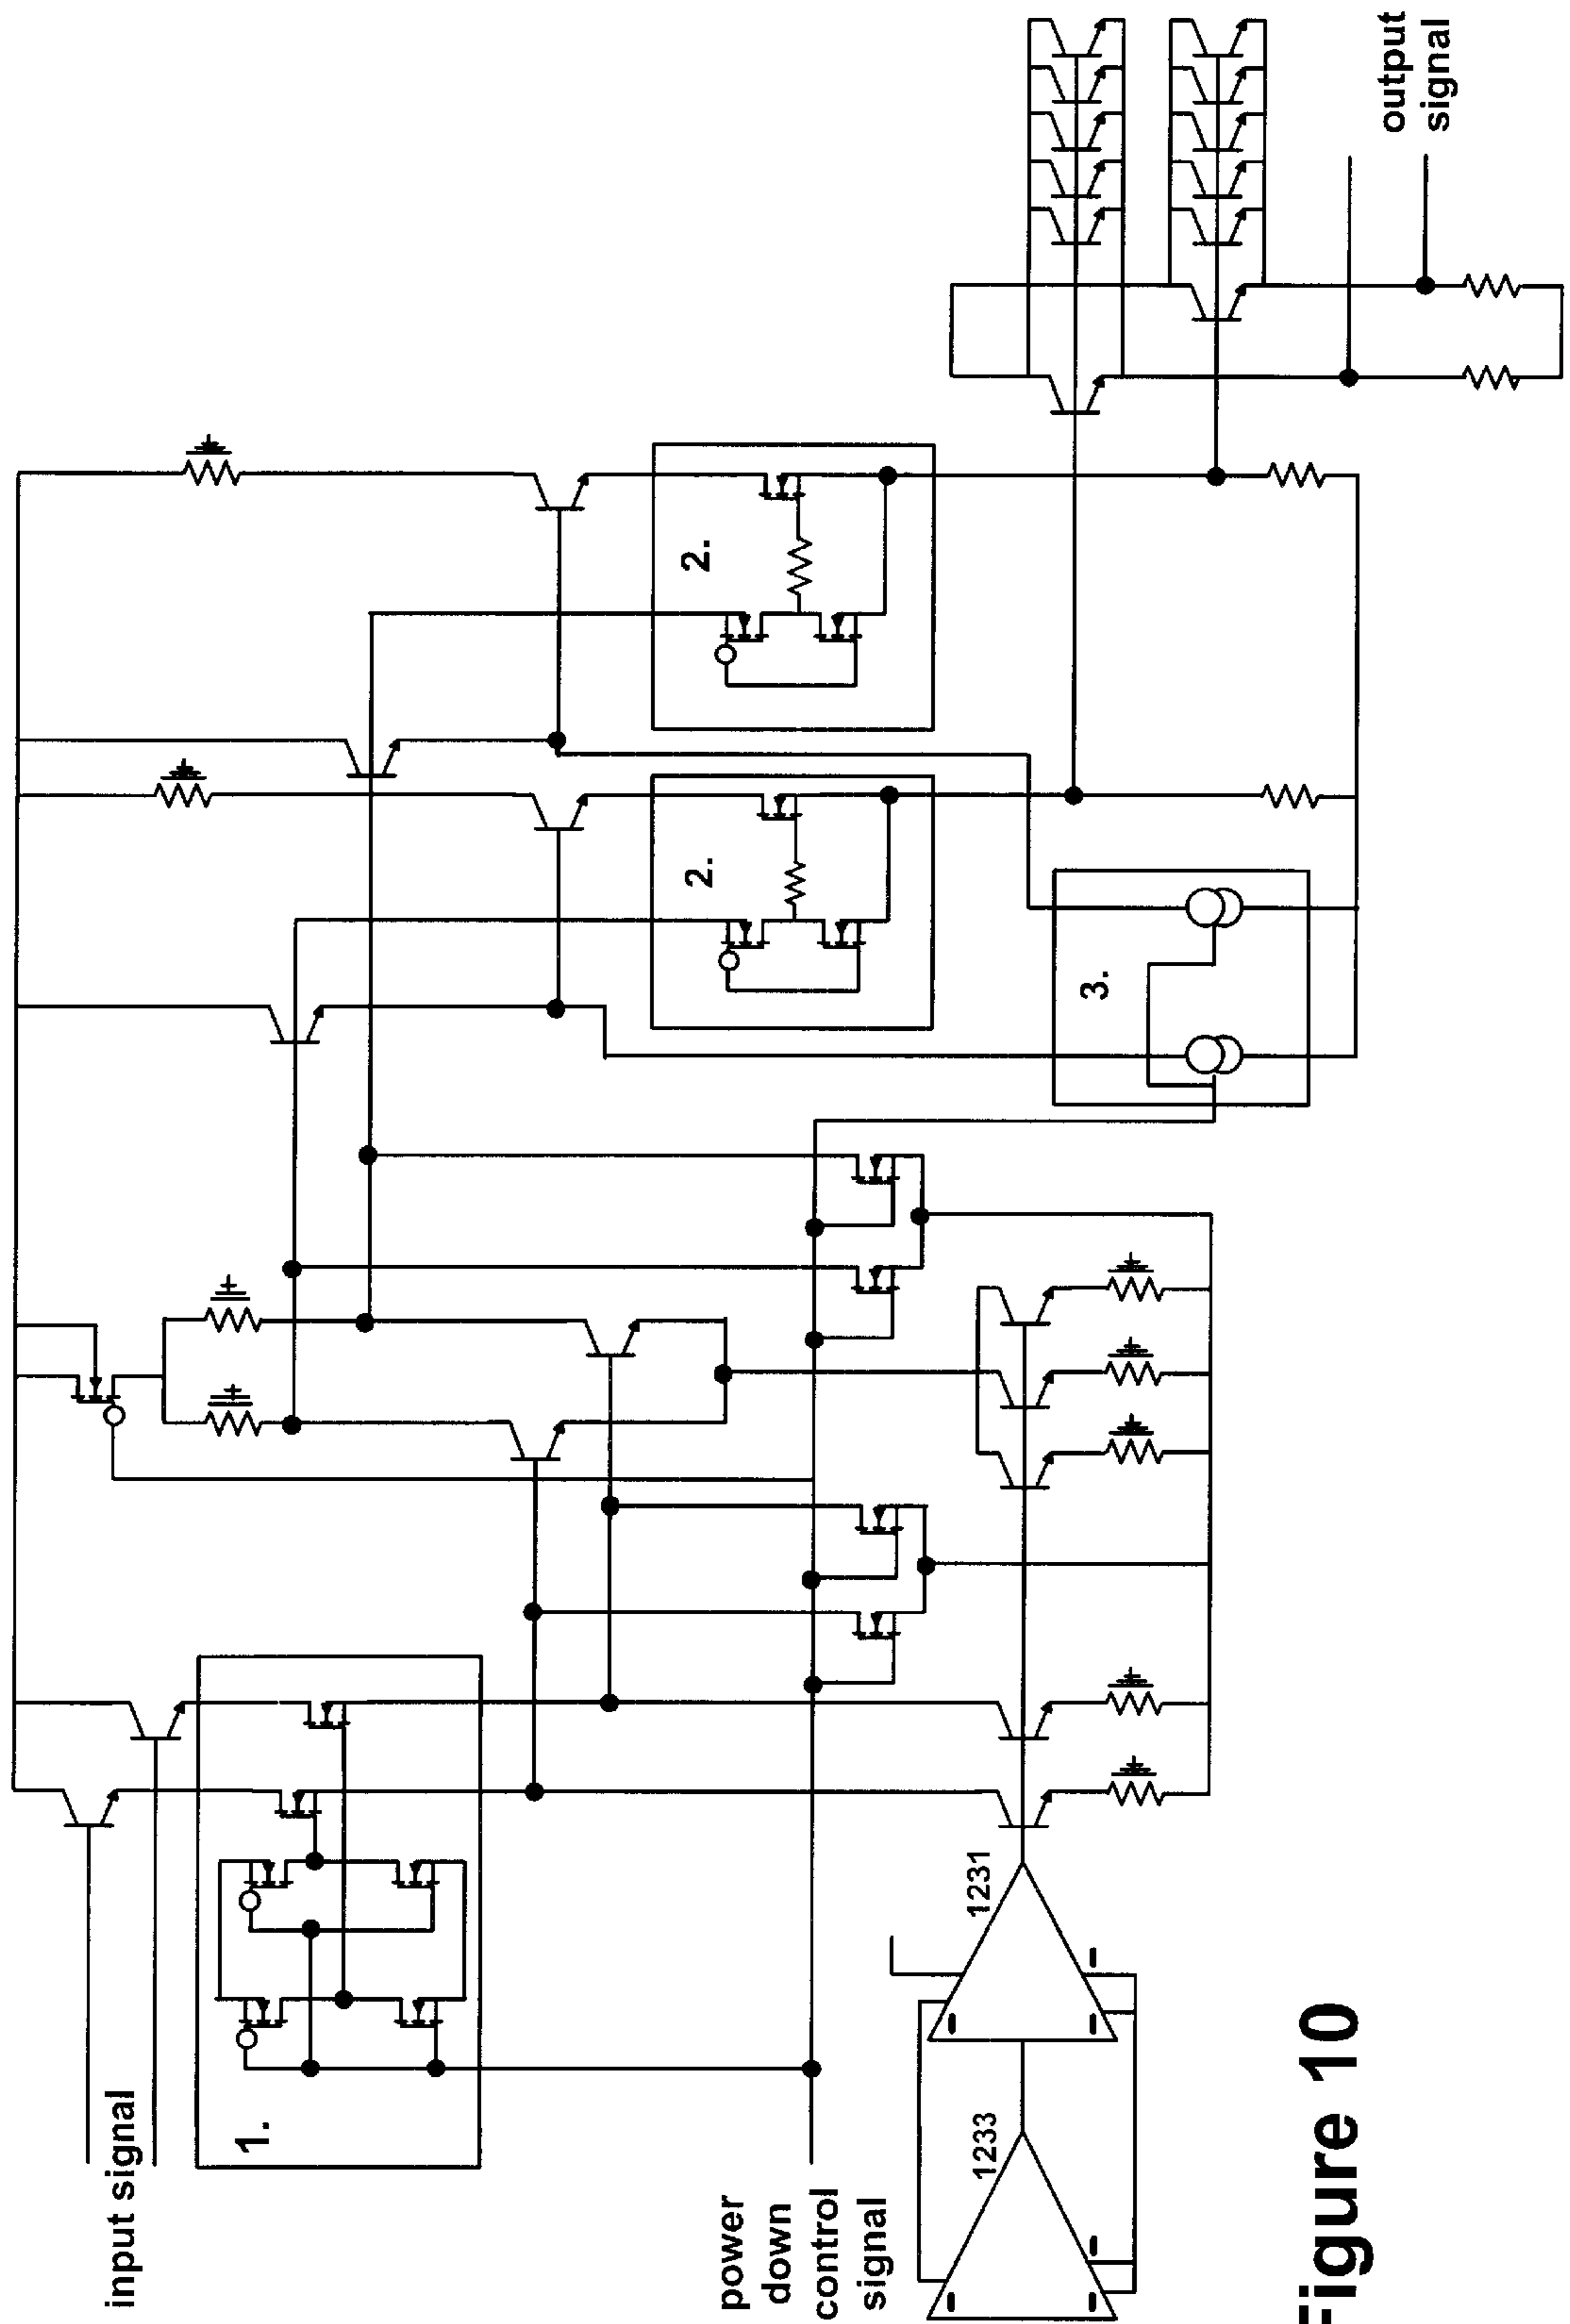 input signal
1.
power
down
control
signal
1233
1231
2.
2.
3.
output
signal
Figure 10